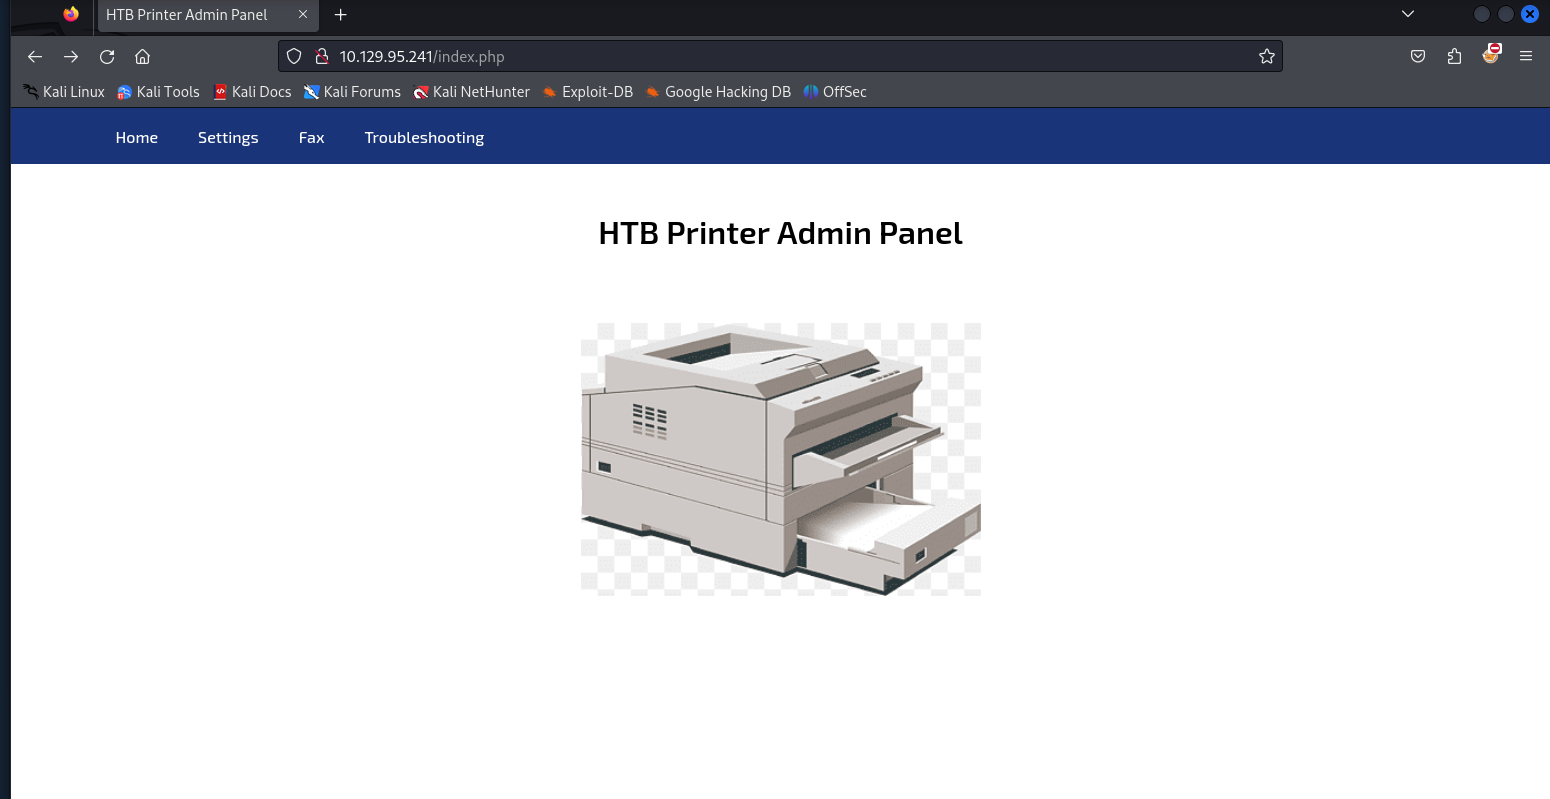 HTB Printer Admin Panel
10.129.95.241/index.php
Kali Linux Kali Tools Kali Docs Kali Forums Kali NetHunter Exploit-DB Google Hacking DB OffSec
Home Settings Fax Troubleshooting
HTB Printer Admin Panel